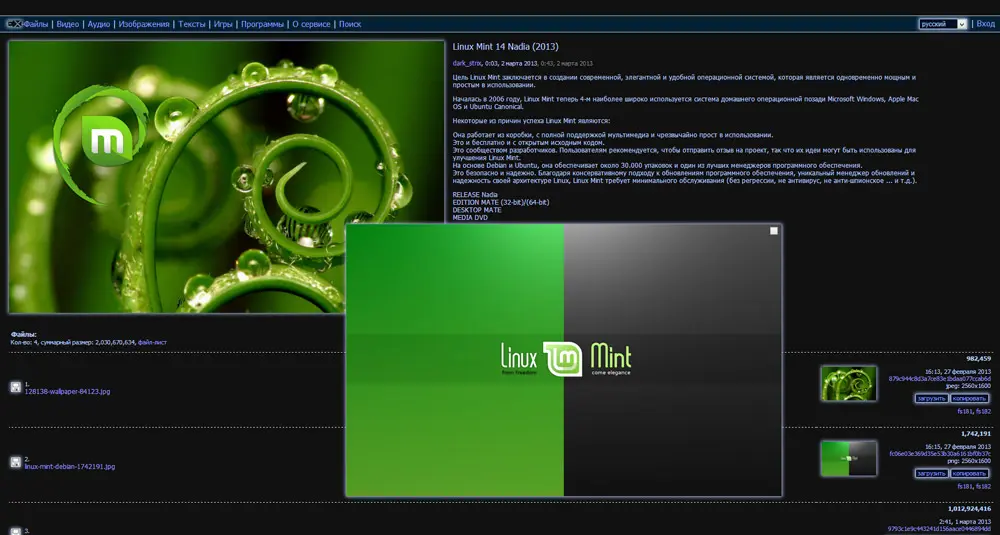 EX Файлы | Видео | Аудио | Изображения | Тексты | Игры | Программы | О сервисе | Поиск
русский | Вход
Linux Mint 14 Nadia (2013)
dark_strix, 0:03, 2 марта 2013, 0:43, 2 марта 2013
Цель Linux Mint заключается в создании современной, элегантной и удобной операционной системой, которая является одновременно мощным и
простым в использовании.
Началась в 2006 году, Linux Mint теперь 4-м наиболее широко используется система домашнего операционной позади Microsoft Windows, Apple Mac
OS и Ubuntu Canonical.
Некоторые из причин успеха Linux Mint являются:
Она работает из коробки, с полной поддержкой мультимедиа и чрезвычайно прост в использовании.
Это и бесплатно и с открытым исходным кодом.
Это сообществом разработчиков. Пользователям рекомендуется, чтобы отправить отзыв на проект, так что их идеи могут быть использованы для
улучшения Linux Mint.
На основе Debian и Ubuntu, она обеспечивает около 30.000 упаковок и один из лучших менеджеров программного обеспечения.
Это безопасно и надежно. Благодаря консервативному подходу к обновлениям программного обеспечения, уникальный менеджер обновлений и
надежность своей архитектуре Linux, Linux Mint требует минимального обслуживания (без регрессии, не антивирус, не анти-шпионское ... и т.д.).
RELEASE Nadia
EDITION MATE (32-bit)/(64-bit)
DESKTOP MATE
MEDIA DVD
Linux Mint
from freedom come elegance
Файлы:
Кол-во: 4, суммарный размер: 2,030,670,634, файл-лист
982,459
1.
128138-wallpaper-84123.jpg
16:13, 27 февраля 2013
jpeg: 2560x1600
загрузить копировать
fs181, fs182
1,742,191
2.
linux-mint-debian-1742191.jpg
16:15, 27 февраля 2013
png: 2560x1600
загрузить копировать
fs181, fs182
1,012,924,416
3.
2:41, 1 марта 2013